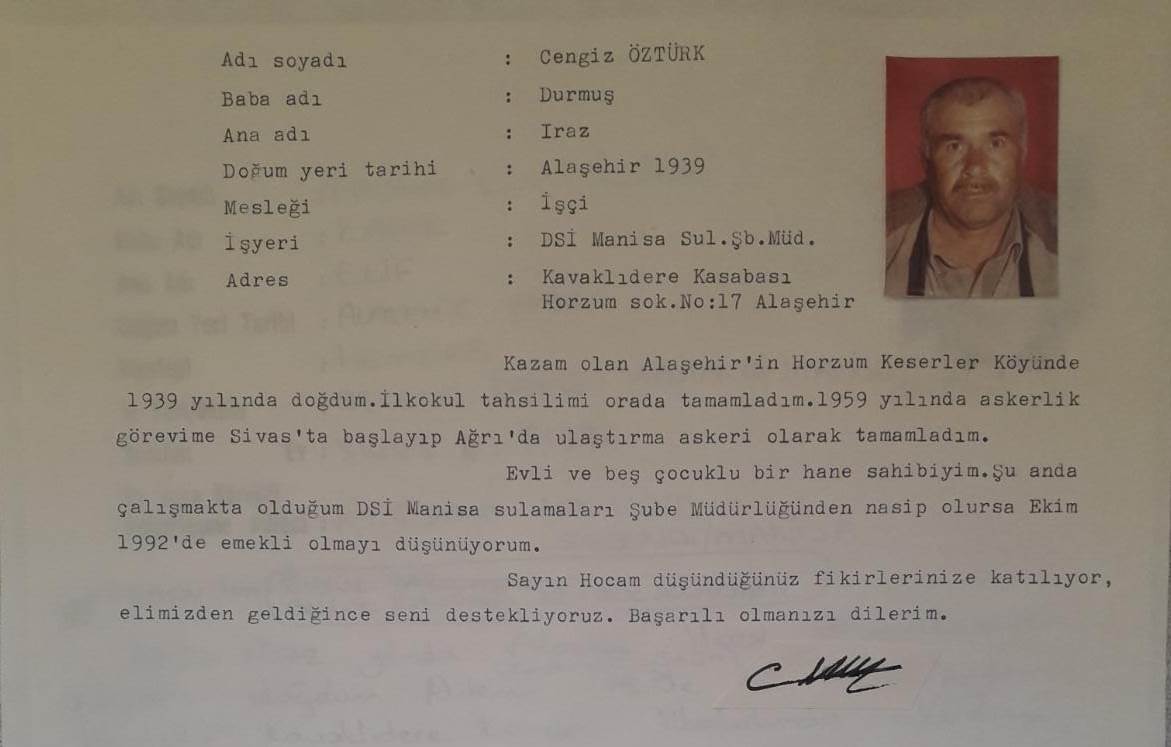 Adı soyadı : Cengiz ÖZTÜRK
Baba adı : Durmuş
Ana adı : Iraz
Doğum yeri tarihi : Alaşehir 1939
Mesleği : İşçi
İşyeri : DSİ Manisa Sul.Şb.Müd.
Adres : Kavaklıdere Kasabası
Horzum sok.No:17 Alaşehir
Kazam olan Alaşehir'in Horzum Keserler Köyünde
1939 yılında doğdum.İlkokul tahsilimi orada tamamladım.1959 yılında askerlik
görevime Sivas'ta başlayıp Ağrı'da ulaştırma askeri olarak tamamladım.
Evli ve beş çocuklu bir hane sahibiyim.Şu anda
çalışmakta olduğum DSİ Manisa sulamaları Şube Müdürlüğünden nasip olursa Ekim
1992'de emekli olmayı düşünüyorum.
Sayın Hocam düşündüğünüz fikirlerinize katılıyor,
elimizden geldiğince seni destekliyoruz. Başarılı olmanızı dilerim.